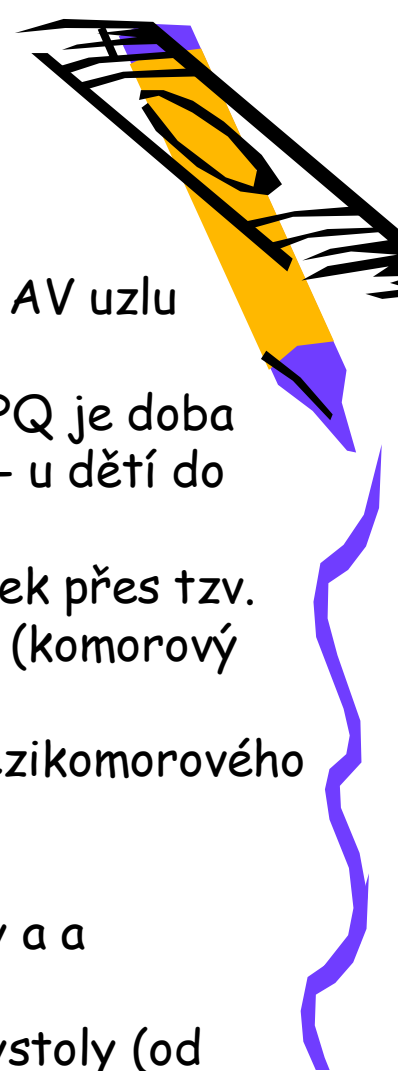 AV uzlu
PQ je doba
- u dětí do
ek přes tzv.
(komorový
zikomorového
y a a
ystoly (od